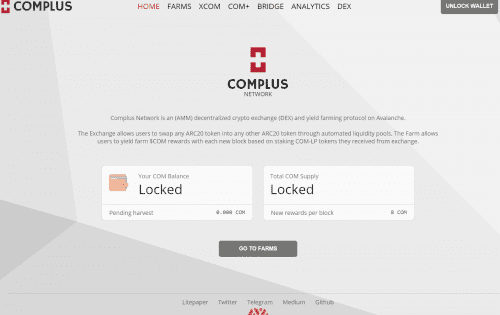 COMPLUS HOME FARMS XCOM COM+ BRIDGE ANALYTICS DEX UNLOCK WALLET
COMPLUS
NETWORK
Complus Network is an (AMM) decentralized crypto exchange (DEX) and yield farming protocol on Avalanche.
The Exchange allows users to swap any ARC20 token into any other ARC20 token through automated liquidity pools. The Farm allows
users to yield farm $COM rewards with each new block based on staking COM-LP tokens they received from exchange.
Your COM Balance
Locked
Pending harvest 0.000 COM
Total COM Supply
Locked
New rewards per block 8 COM
GO TO FARMS
Litepaper Twitter Telegram Medium Github